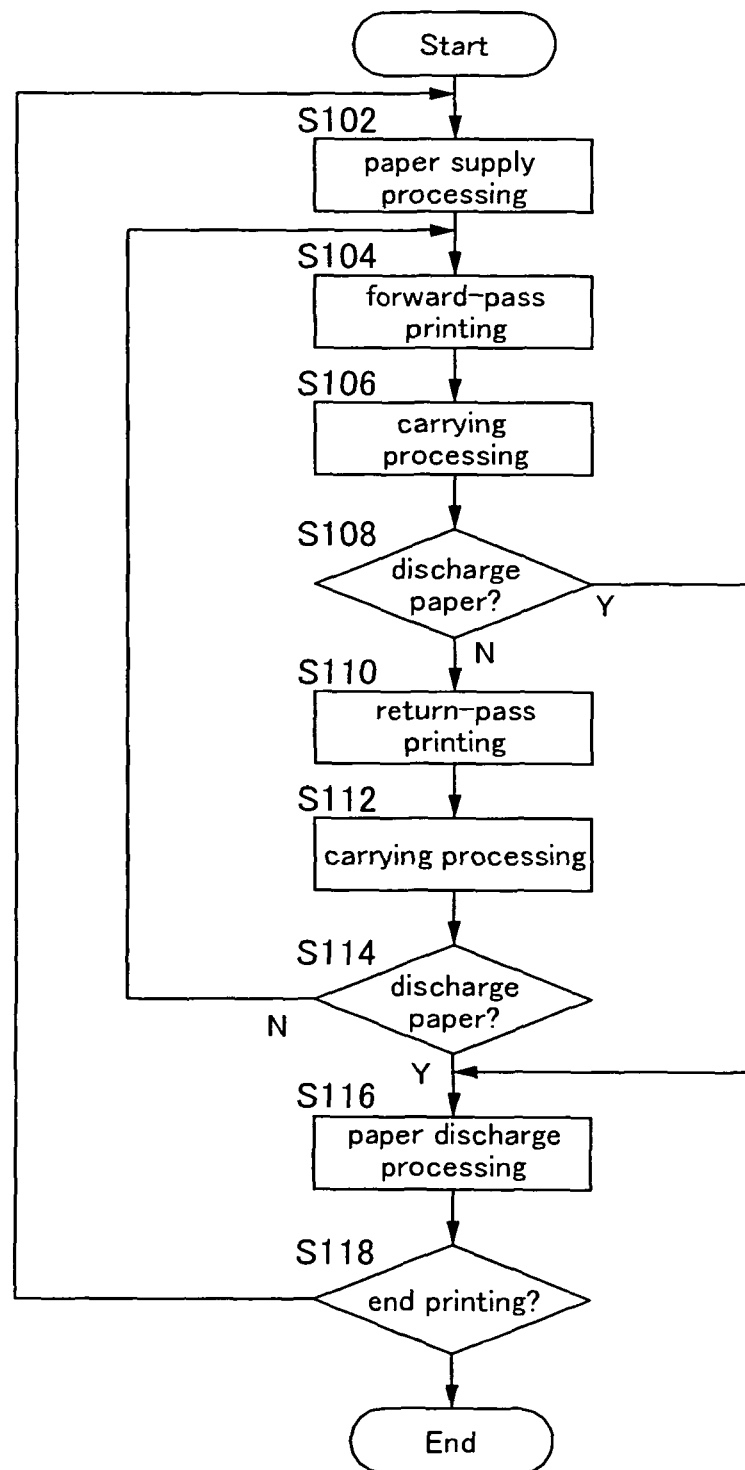 Start
S102
paper supply
processing
S104
forward-pass
printing
S106
carrying
processing
S108
discharge
paper?
Y
N
S110
return-pass
printing
S112
carrying processing
S114
discharge
paper?
N
Y
S116
paper discharge
processing
S118
end printing?
End